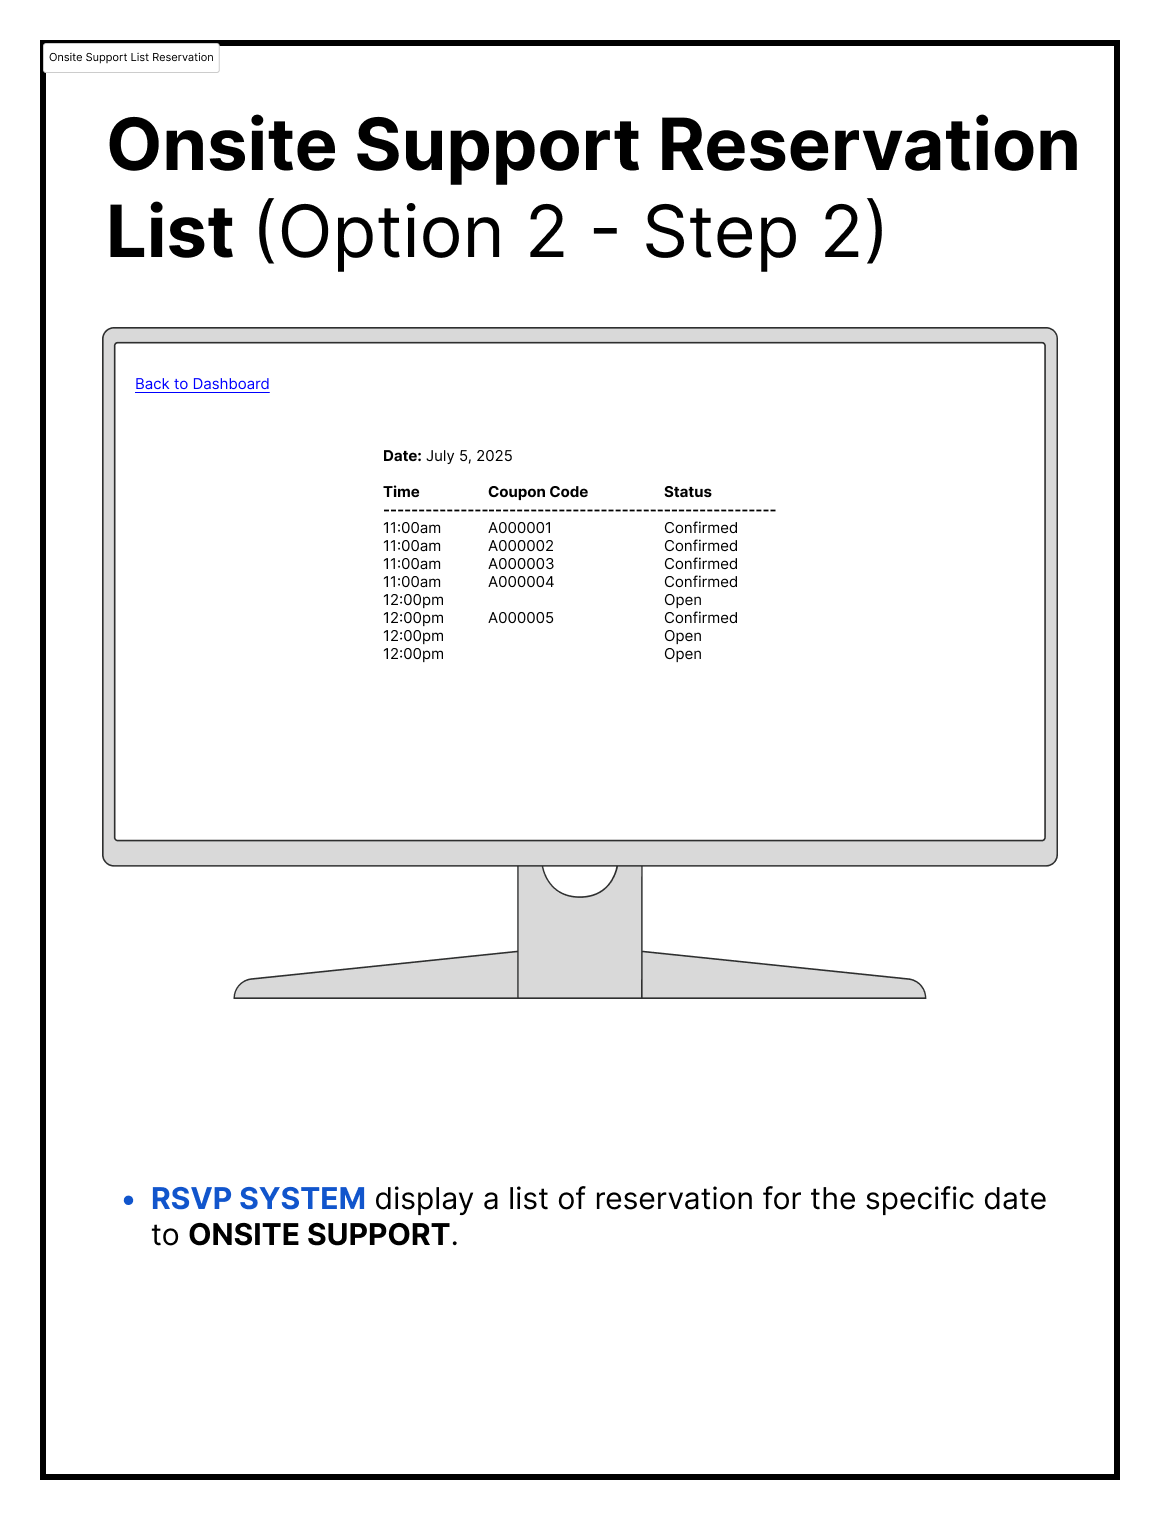 Onsite Support List Reservation
Onsite Support Reservation
List (Option 2 - Step 2)
Back to Dashboard
Date: July 5, 2025
Time Coupon Code Status
--------------------------------------------------------
11:00am A000001 Confirmed
11:00am A000002 Confirmed
11:00am A000003 Confirmed
11:00am A000004 Confirmed
12:00pm Open
12:00pm A000005 Confirmed
12:00pm Open
12:00pm Open
• RSVP SYSTEM display a list of reservation for the specific date
to ONSITE SUPPORT.